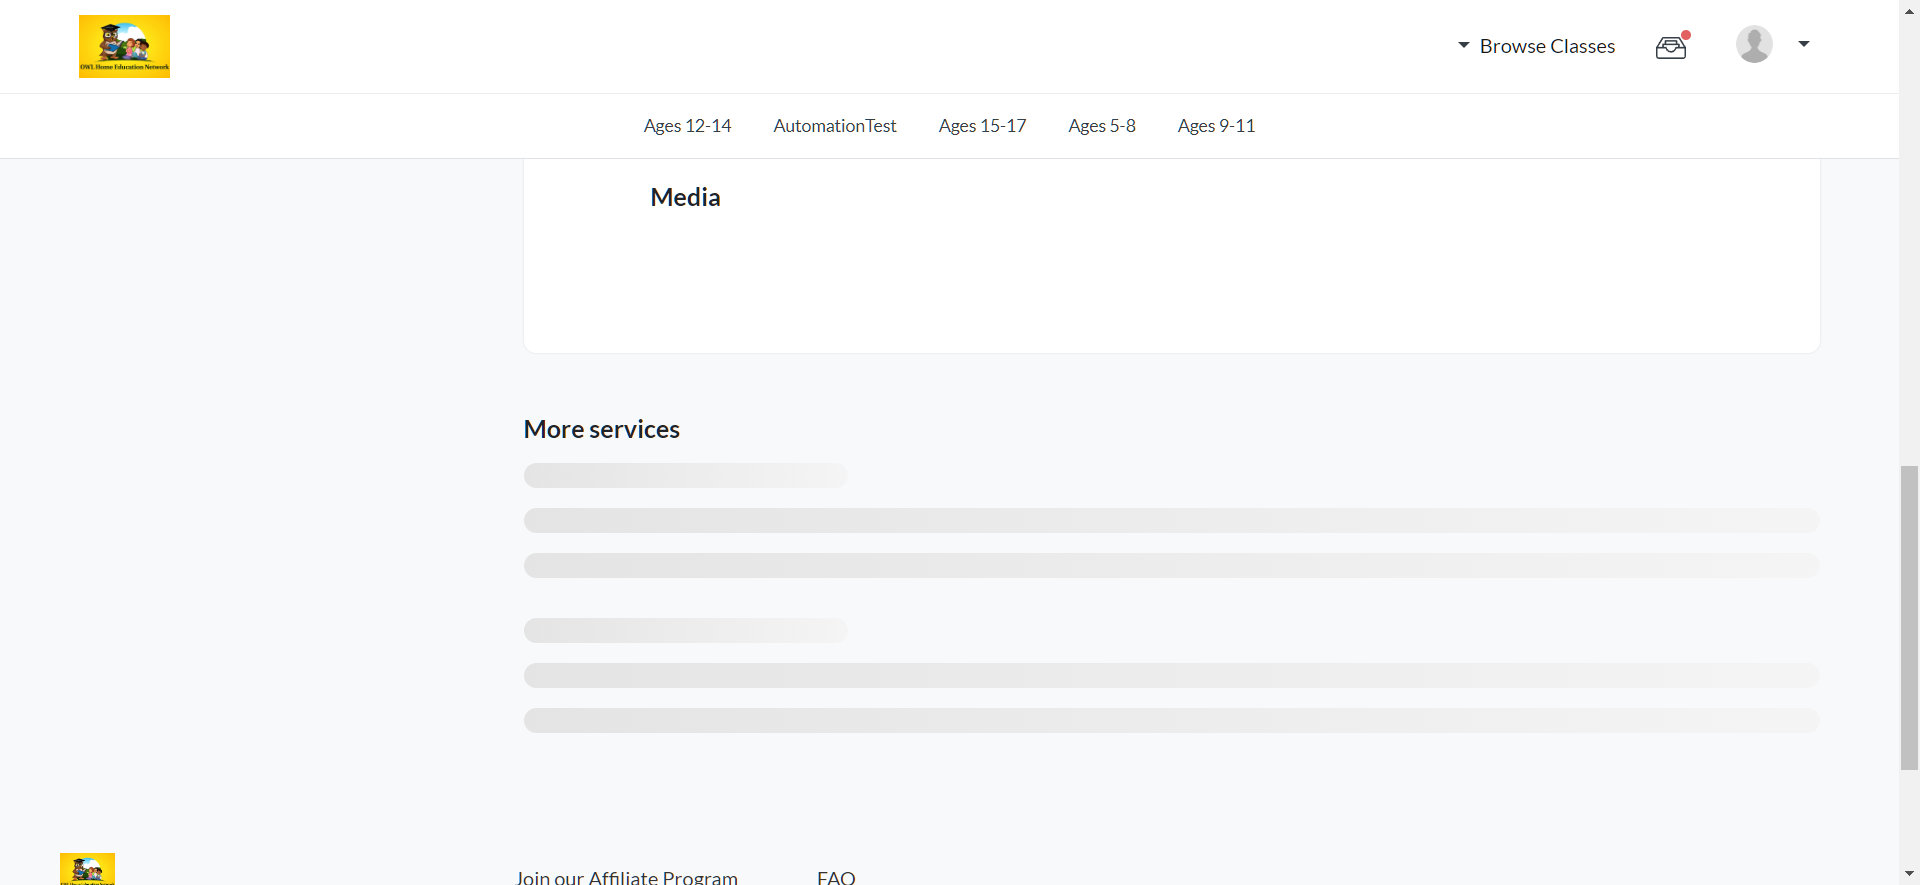 OWL Home Education Network
Browse Classes
Ages 12-14
AutomationTest
Ages 15-17
Ages 5-8
Ages 9-11
Media
More services
Join our Affiliate Program
FAQ